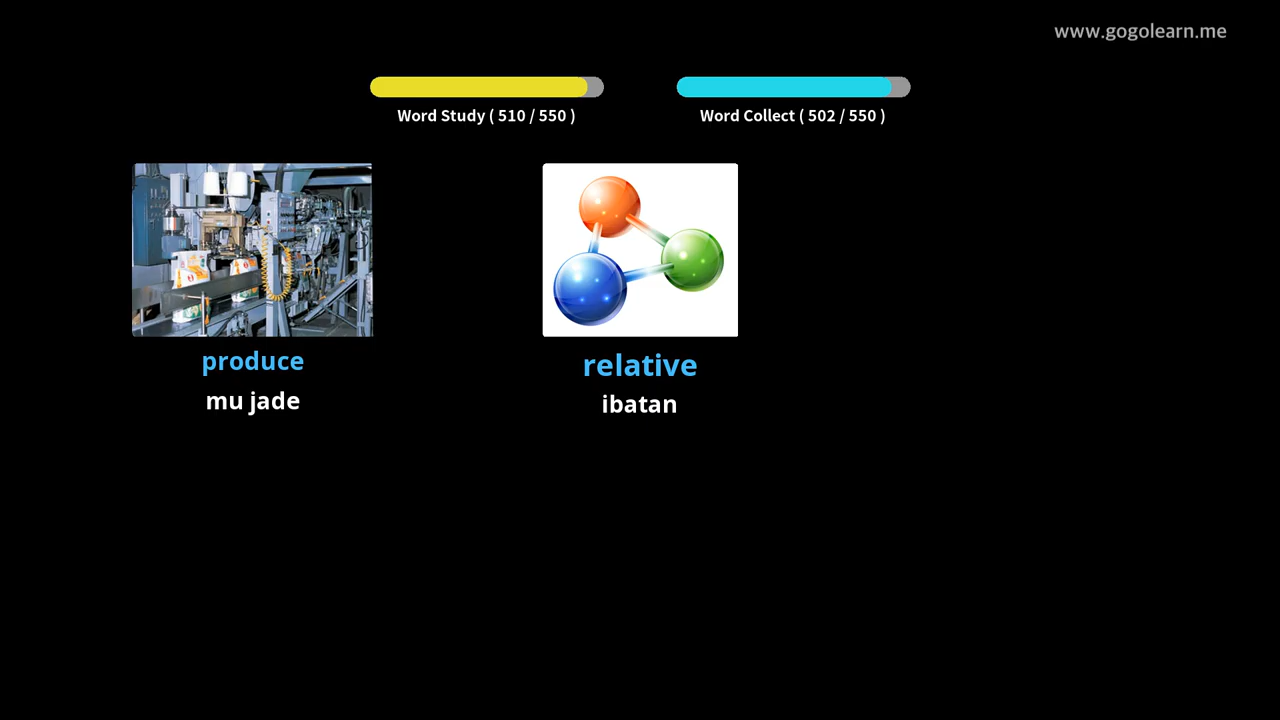 www.gogolearn.me
Word Study ( 510 / 550 )
Word Collect ( 502 / 550 )
produce
mu jade
relative
ibatan